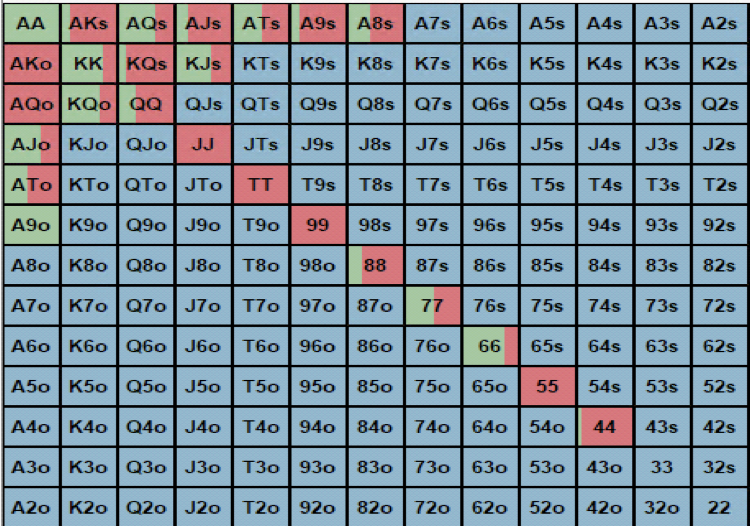 AA AKs AQs AJs ATs A9s A8s A7s A6s A5s A4s A3s A2s
AKo KK KQs KJs KTs K9s K8s K7s K6s K5s K4s K3s K2s
AQo KQo QQ QJs QTs Q9s Q8s Q7s Q6s Q5s Q4s Q3s Q2s
AJo KJo QJo JJ JTs J9s J8s J7s J6s J5s J4s J3s J2s
ATo KTo QTo JTo TT T9s T8s T7s T6s T5s T4s T3s T2s
A9o K9o Q9o J9o T9o 99 98s 97s 96s 95s 94s 93s 92s
A8o K8o Q8o J8o T8o 98o 88 87s 86s 85s 84s 83s 82s
A7o K7o Q7o J7o T7o 97o 87o 77 76s 75s 74s 73s 72s
A6o K6o Q6o J6o T6o 96o 86o 76o 66 65s 64s 63s 62s
A5o K5o Q5o J5o T5o 95o 85o 75o 65o 55 54s 53s 52s
A4o K4o Q4o J4o T4o 94o 84o 74o 64o 54o 44 43s 42s
A3o K3o Q3o J3o T3o 93o 83o 73o 63o 53o 43o 33 32s
A2o K2o Q2o J2o T2o 92o 82o 72o 62o 52o 42o 32o 22